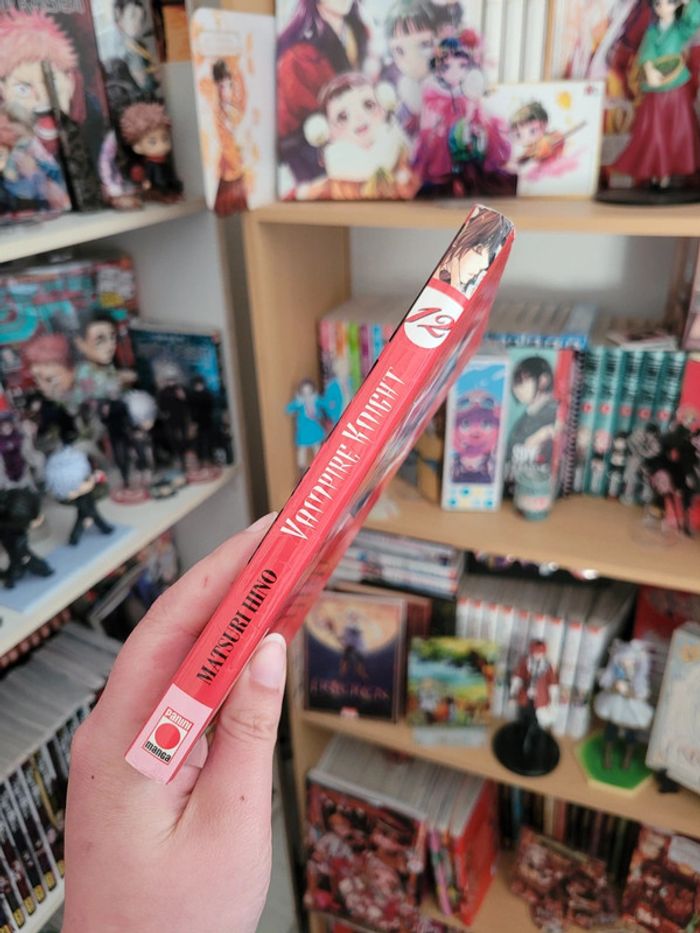 12
VAMPIRE KNIGHT
MATSURI HINO
PANINI
manga